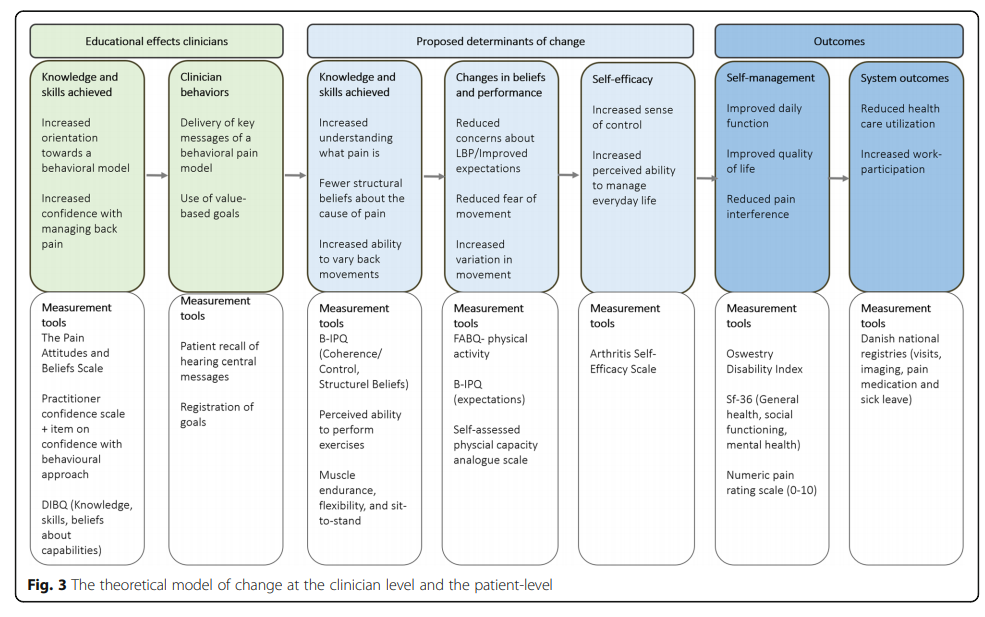 Educational effects clinicians
Proposed determinants of change
Outcomes
Knowledge and
skills achieved
Increased
orientation
towards a
behavioral model
Increased
confidence with
managing back
pain
Clinician
behaviors
Delivery of key
messages of a
behavioral pain
model
Use of value-
based goals
Knowledge and
skills achieved
Increased
understanding
what pain is
Fewer structural
beliefs about the
cause of pain
Increased ability
to vary back
movements
Changes in beliefs
and performance
Reduced
concerns about
LBP/Improved
expectations
Reduced fear of
movement
Increased
variation in
movement
Self-efficacy
Increased sense
of control
Increased
perceived ability
to manage
everyday life
Self-management
Improved daily
function
Improved quality
of life
Reduced pain
interference
System outcomes
Reduced health
care utilization
Increased work-
participation
Measurement
tools
The Pain
Attitudes and
Beliefs Scale
Practitioner
confidence scale
+ item on
confidence with
behavioural
approach
DIBQ (Knowledge,
skills, beliefs
about
capabilities)
Measurement
tools
Patient recall of
hearing central
messages
Registration of
goals
Measurement
tools
B-IPQ
(Coherence/
Control,
Structurel Beliefs)
Perceived ability
to perform
exercises
Muscle
endurance,
flexibility, and sit-
to-stand
Measurement
tools
FABQ- physical
activity
B-IPQ
(expectations)
Self-assessed
physcial capacity
analogue scale
Measurement
tools
Arthritis Self-
Efficacy Scale
Measurement
tools
Oswestry
Disability Index
Sf-36 (General
health, social
functioning,
mental health)
Numeric pain
rating scale (0-10)
Measurement
tools
Danish national
registries (visits,
imaging, pain
medication and
sick leave)
Fig. 3 The theoretical model of change at the clinician level and the patient-level